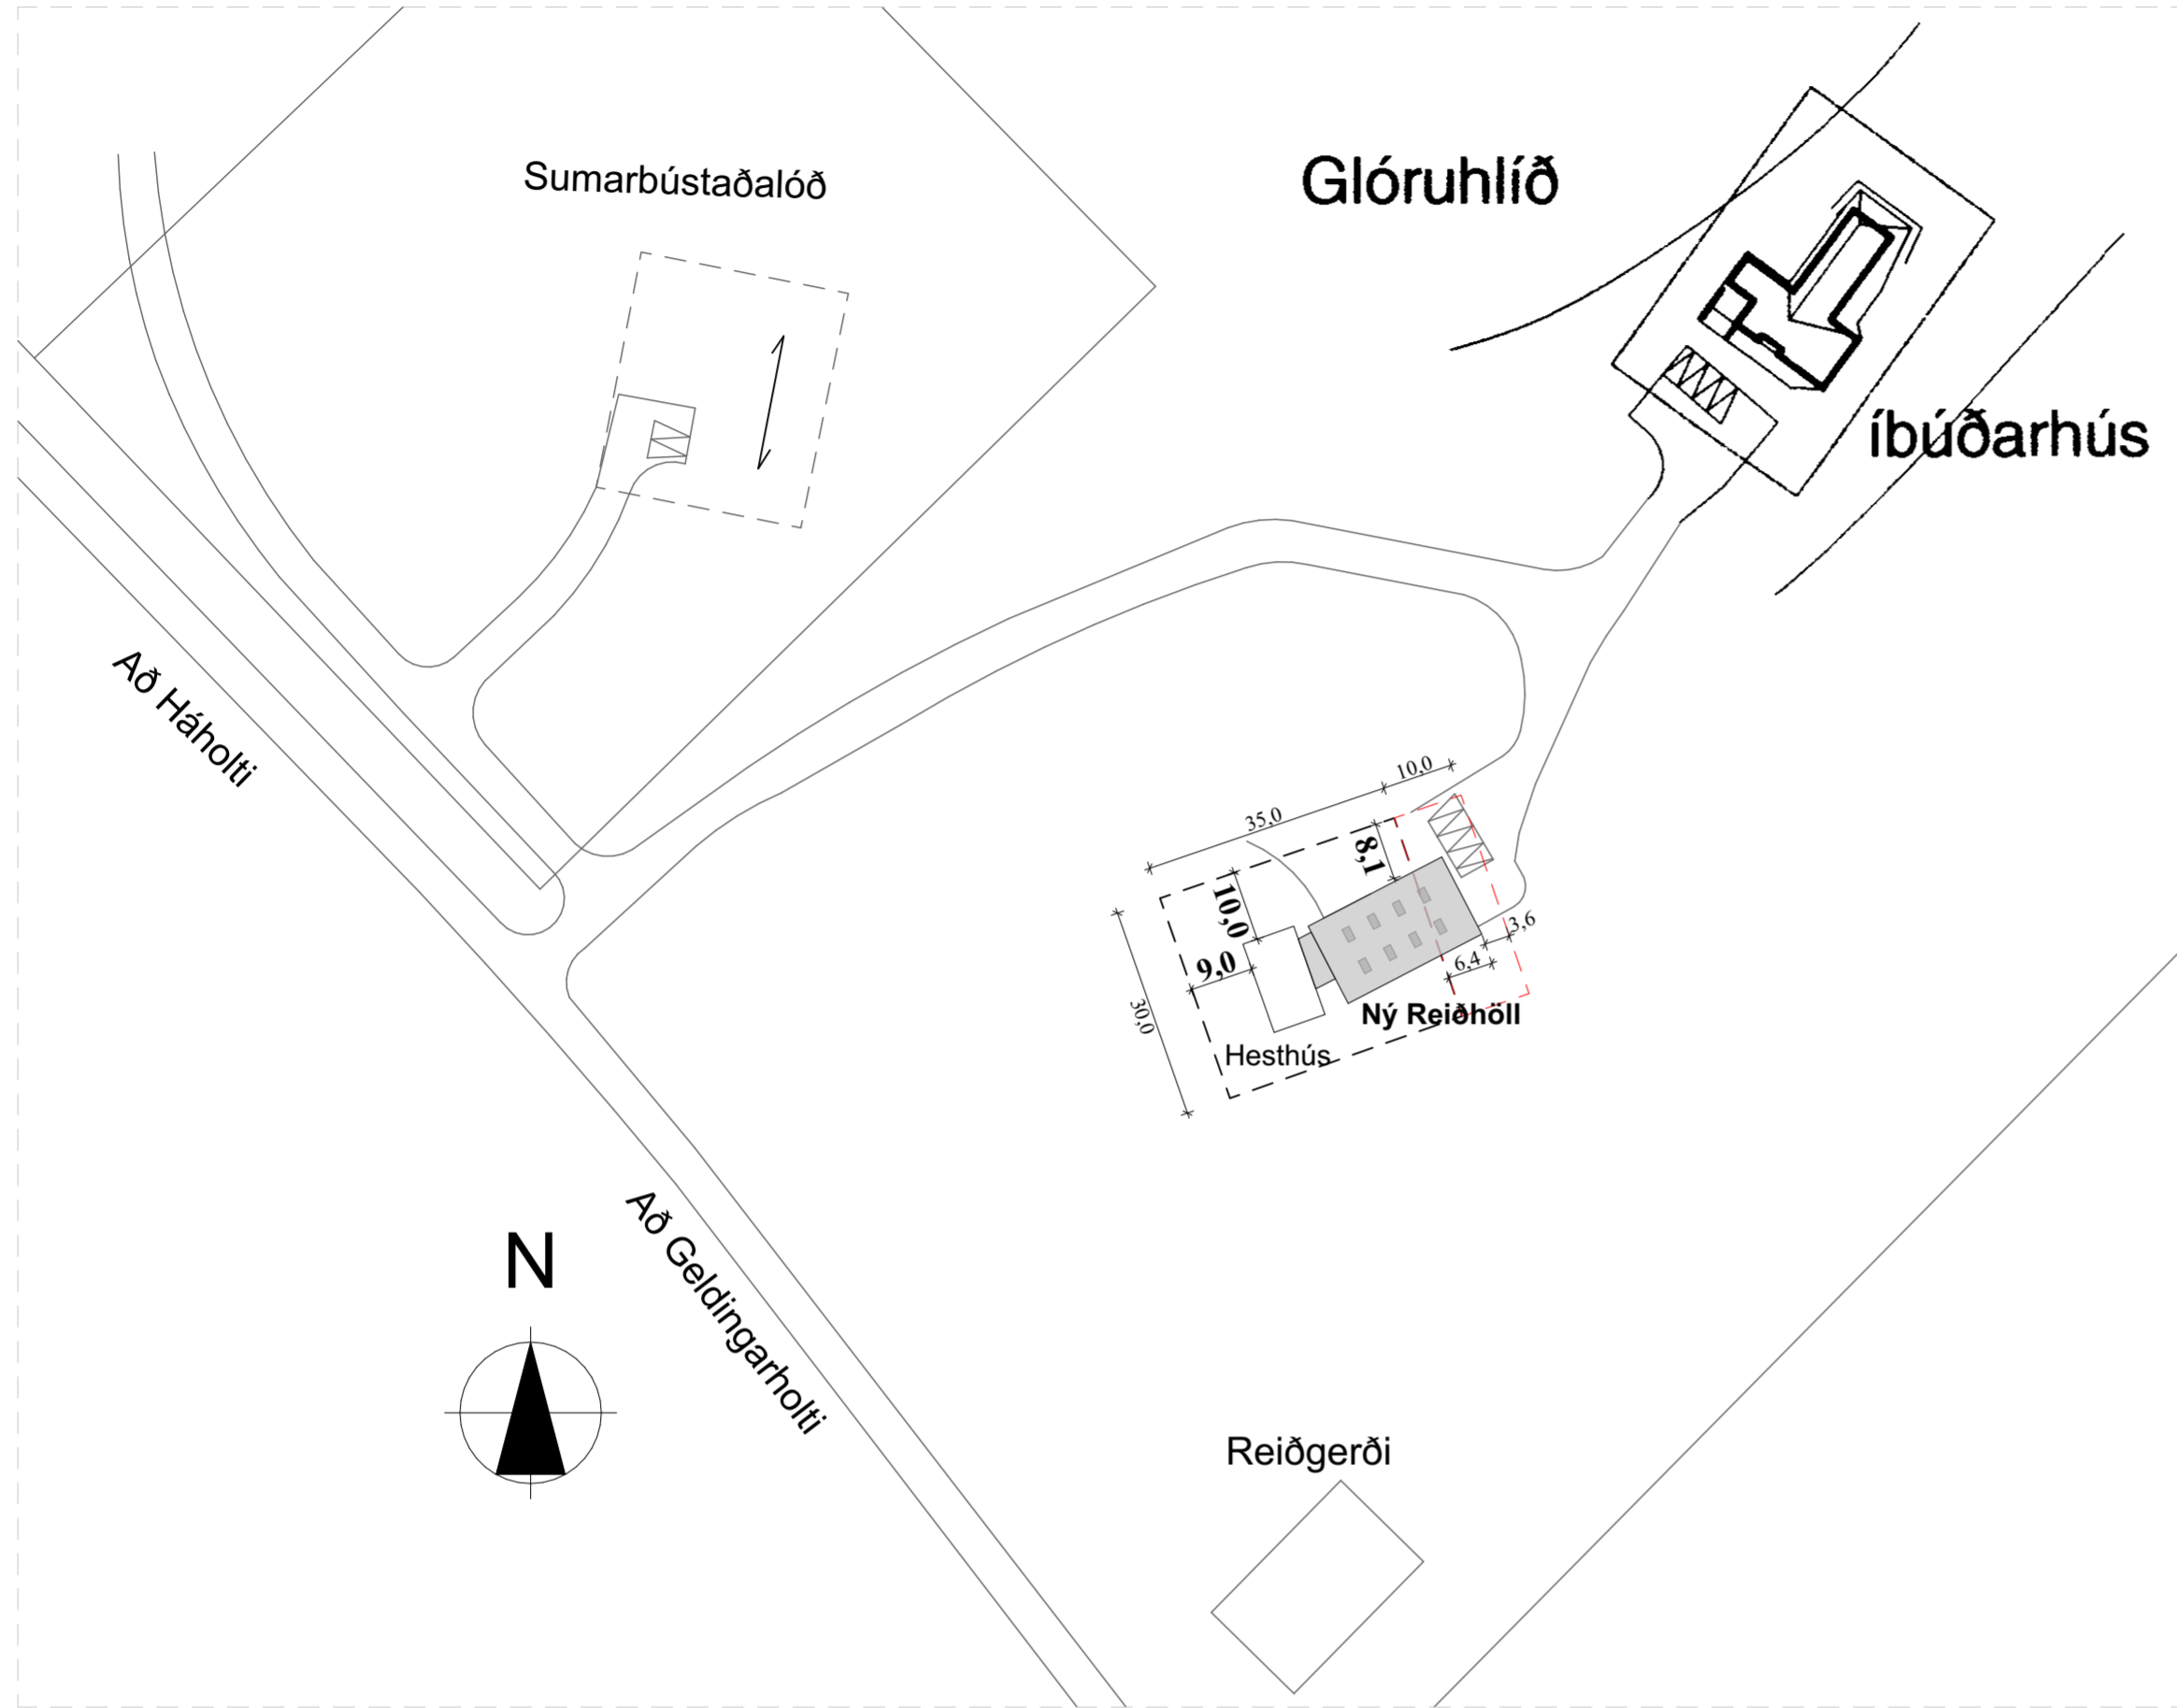 Sumarbústaðalóð
Glóruhlíð
íbúðarhús
Að Háholti
10,0
35,0
8,1
10,0
9,0
3,6
6,4
30,0
Ný Reiðhöll
Hesthús
Að Geldingarholti
N
Reiðgerði